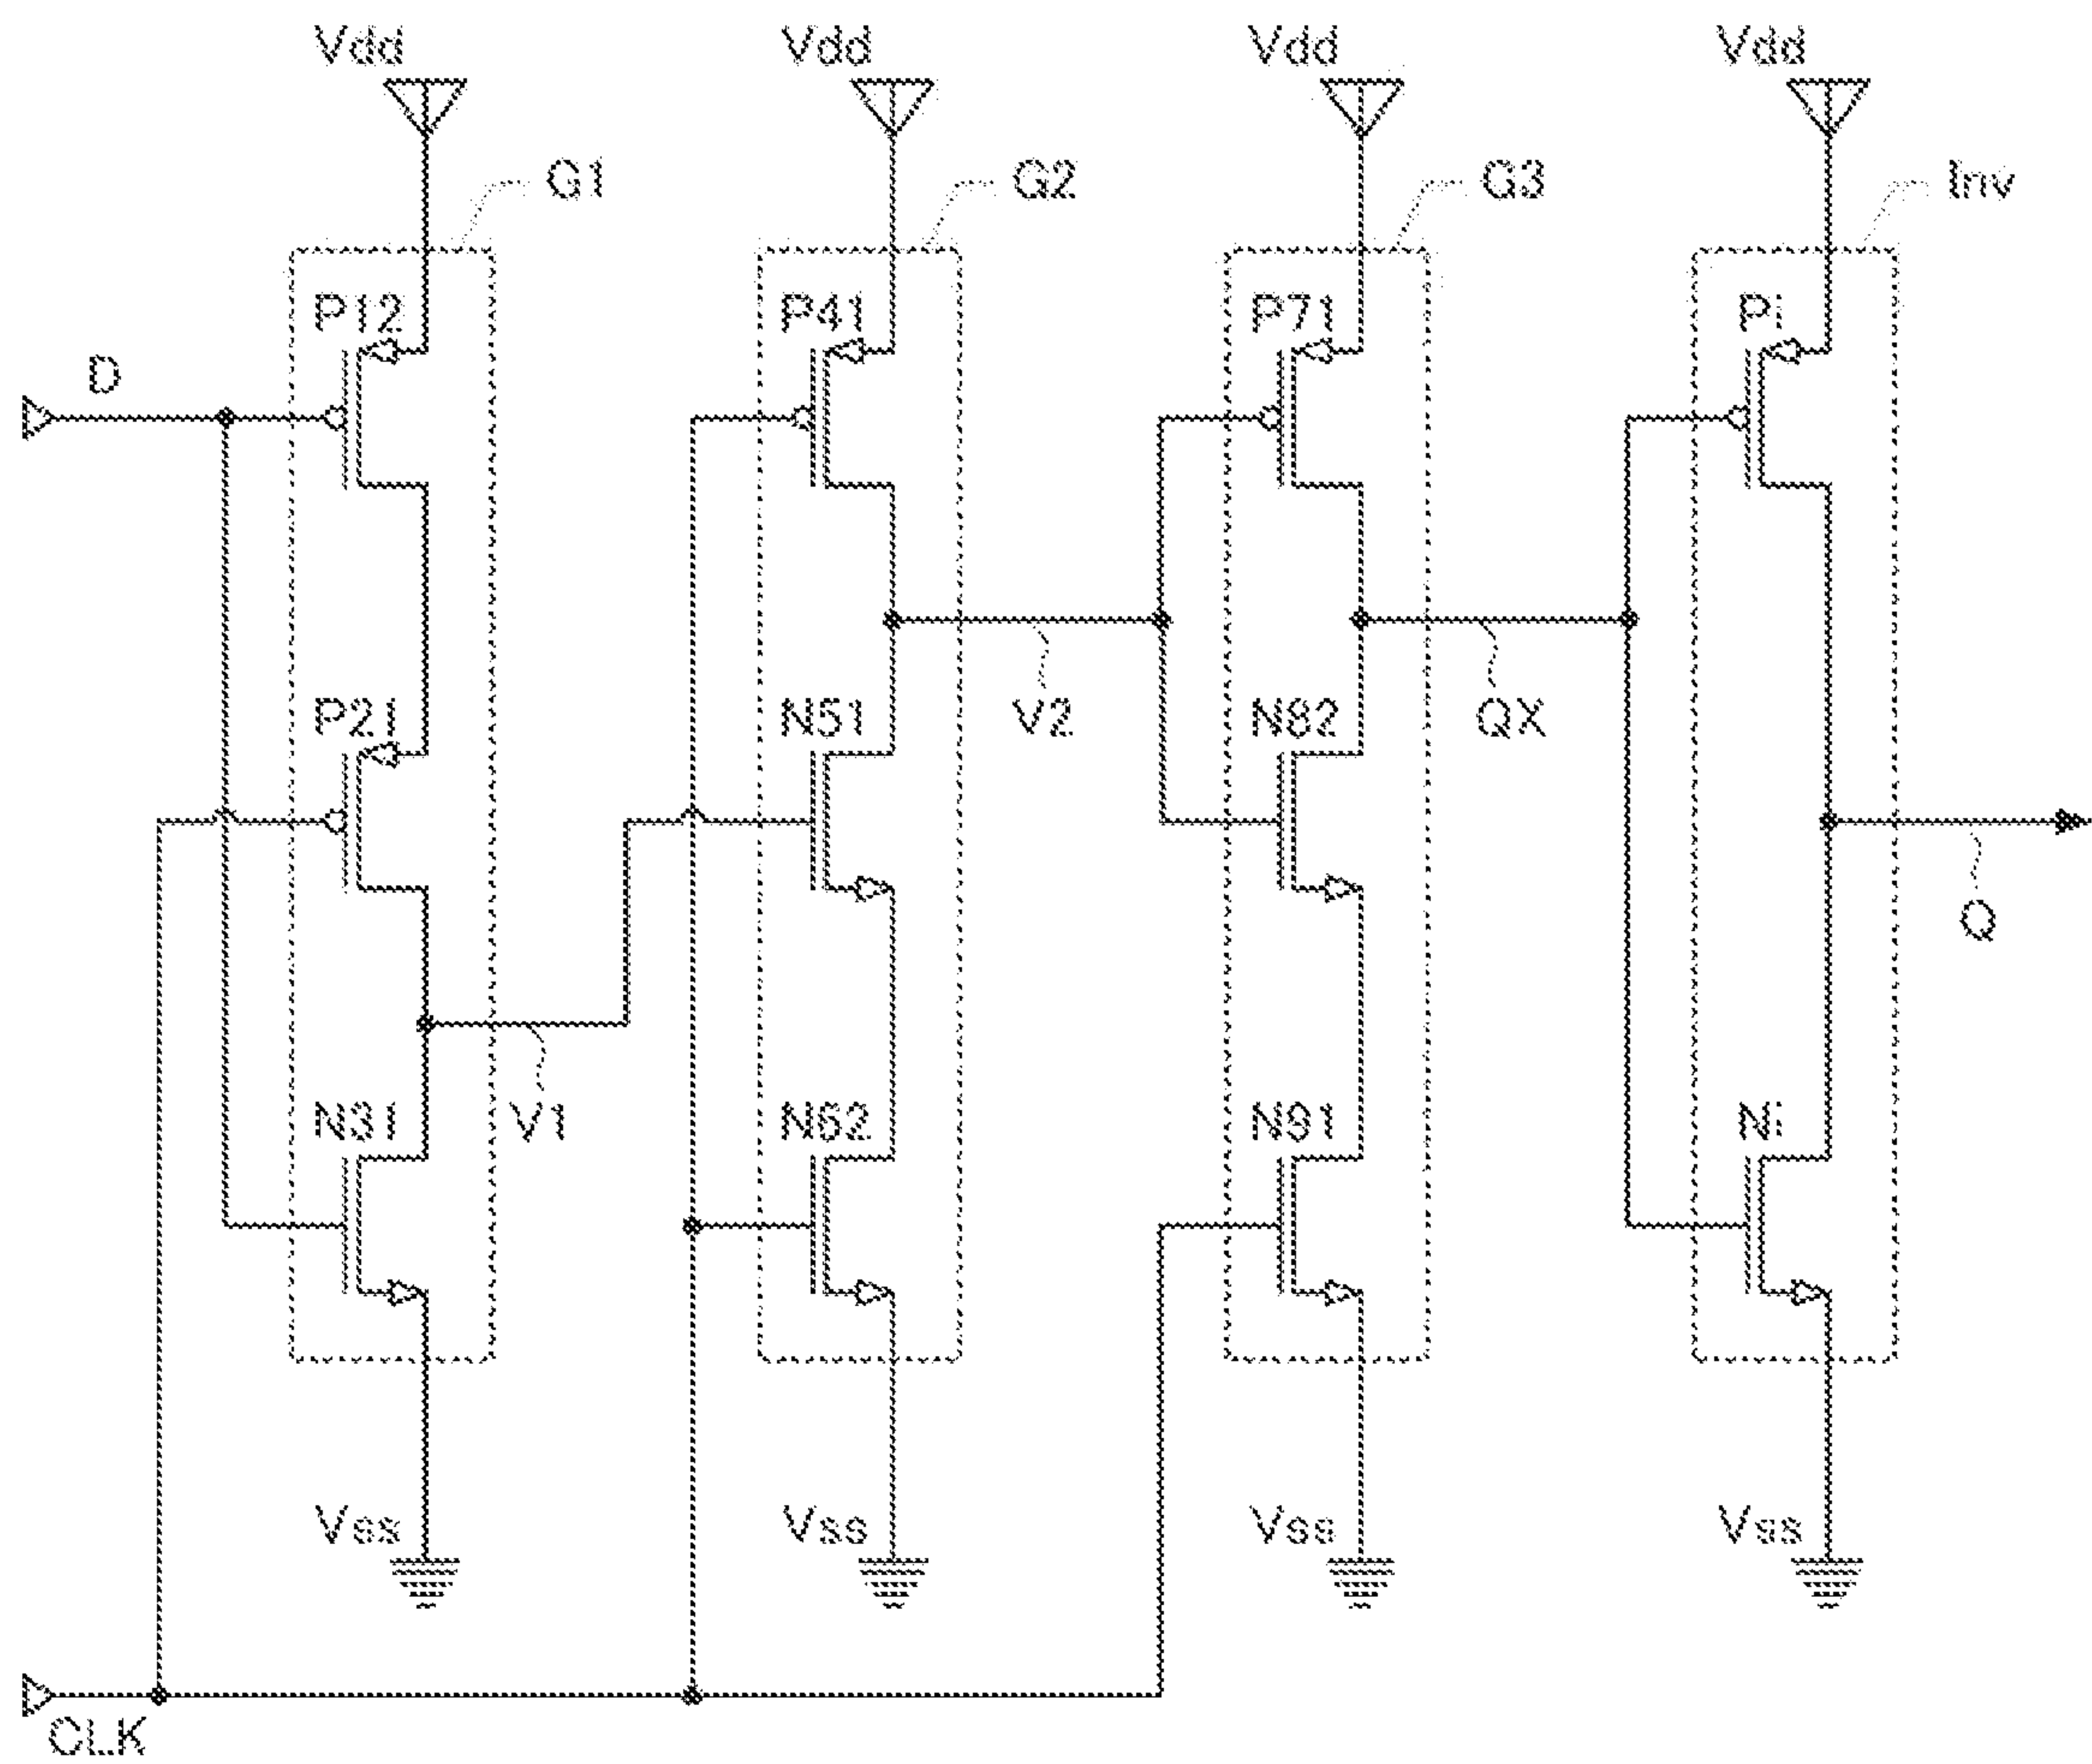 Vdd Vdd Vdd Vdd
G1 G2 G3 Inv
P12 P41 P71 Pi
D
P21 N51 V2 N82 QX
Q
N31 V1 N62 N91 Ni
Vss Vss Vss Vss
CLK